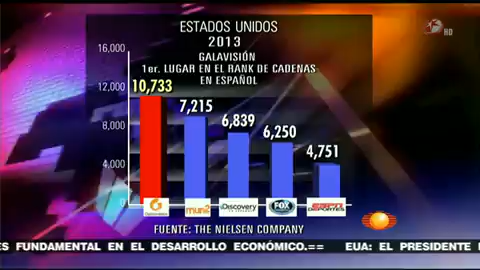 ESTADOS UNIDOS
2013
GALAVISIÓN
1er. LUGAR EN EL RANK DE CADENAS
EN ESPAÑOL
HD
16,000
12,000
8,000
4,000
0
10,733
7,215
6,839
6,250
4,751
mun2
Discovery
FOX
ESPN
DEPORTES
FUENTE: THE NIELSEN COMPANY
ES FUNDAMENTAL EN EL DESARROLLO ECONÓMICO.== EUA: EL PRESIDENTE